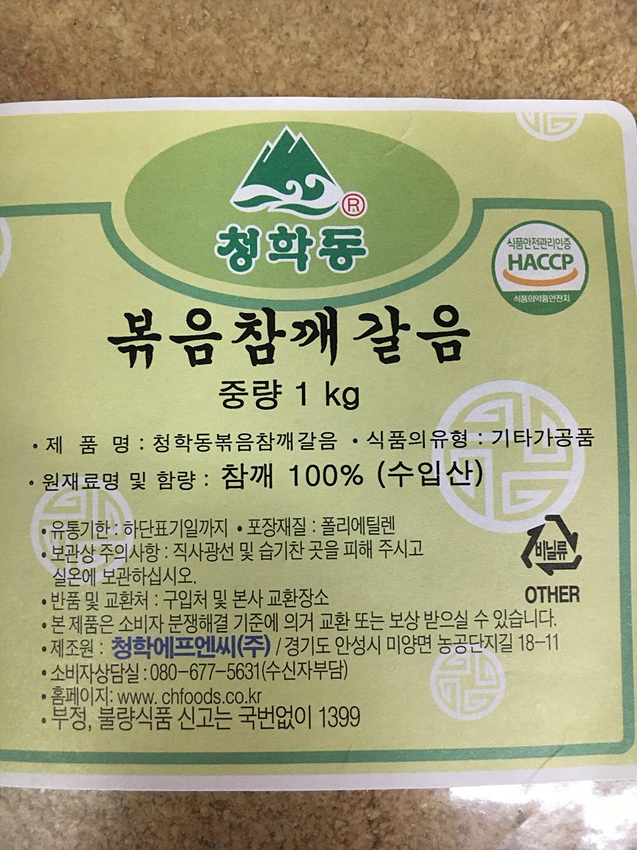 ®
청학동
식품안전관리인증
HACCP
식품의약품안전처
볶음참깨갈음
중량 1 kg
• 제 품 명 : 청학동볶음참깨갈음 • 식품의유형 : 기타가공품
• 원재료명 및 함량 : 참깨 100% (수입산)
• 유통기한 : 하단표기일까지 • 포장재질 : 폴리에틸렌
• 보관상 주의사항 : 직사광선 및 습기찬 곳을 피해 주시고
실온에 보관하십시오.
비닐류
OTHER
• 반품 및 교환처 : 구입처 및 본사 교환장소
• 본 제품은 소비자 분쟁해결 기준에 의거 교환 또는 보상 받으실 수 있습니다.
• 제조원 : 청학에프엔씨(주) / 경기도 안성시 미양면 농공단지길 18-11
• 소비자상담실 : 080-677-5631(수신자부담)
• 홈페이지: www. chfoods.co.kr
• 부정, 불량식품 신고는 국번없이 1399